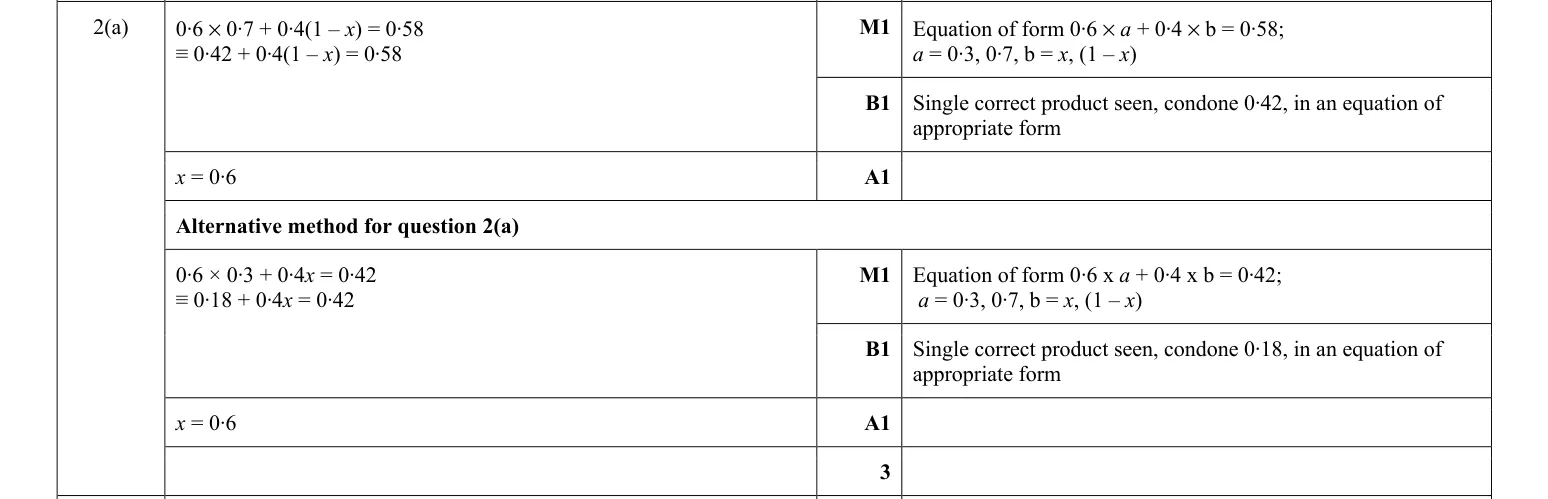 2(a)
0·6 × 0·7 + 0·4(1 – x) = 0·58
≡ 0·42 + 0·4(1 – x) = 0·58
M1
Equation of form 0·6 × a + 0·4 × b = 0·58;
a = 0·3, 0·7, b = x, (1 – x)
B1
Single correct product seen, condone 0·42, in an equation of
appropriate form
x = 0·6
A1
Alternative method for question 2(a)
0·6 × 0·3 + 0·4x = 0·42
≡ 0·18 + 0·4x = 0·42
M1
Equation of form 0·6 x a + 0·4 x b = 0·42;
a = 0·3, 0·7, b = x, (1 – x)
B1
Single correct product seen, condone 0·18, in an equation of
appropriate form
x = 0·6
A1
3